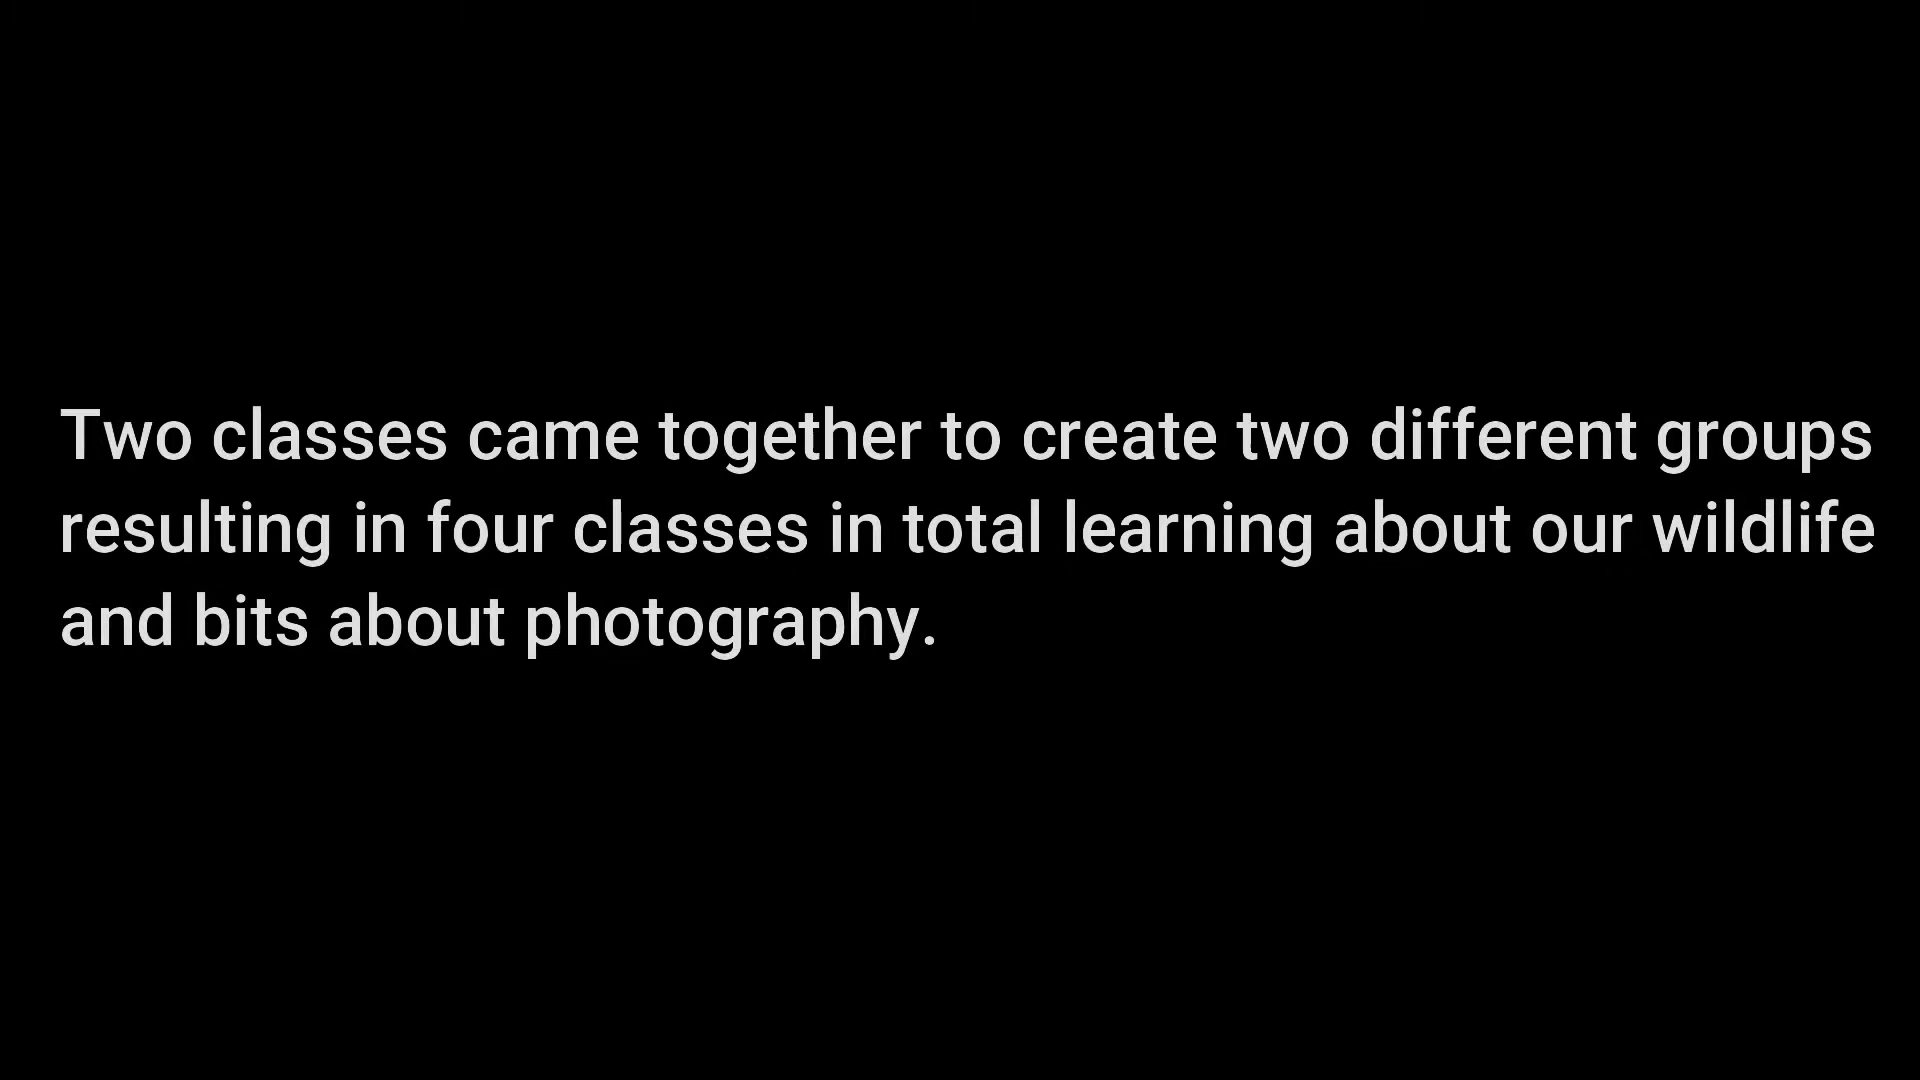 Two classes came together to create two different groups
resulting in four classes in total learning about our wildlife
and bits about photography.